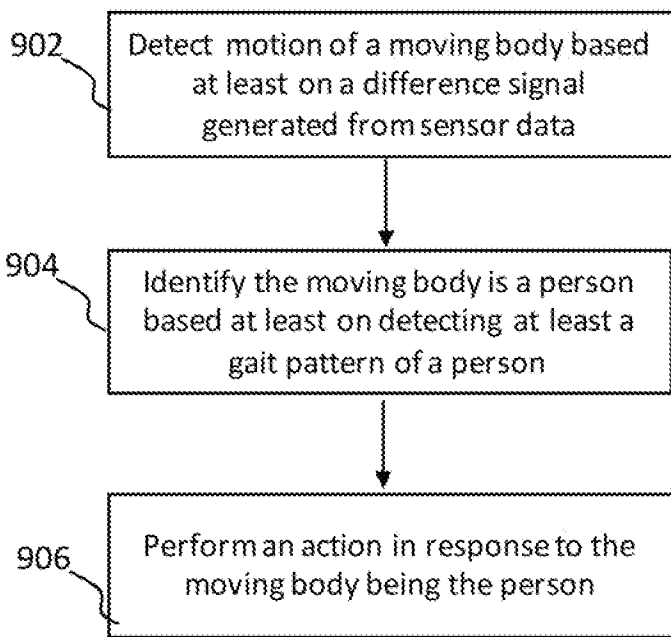 902
Detect motion of a moving body based
at least on a difference signal
generated from sensor data
904
Identify the moving body is a person
based at least on detecting at least a
gait pattern of a person
906
Perform an action in response to the
moving body being the person